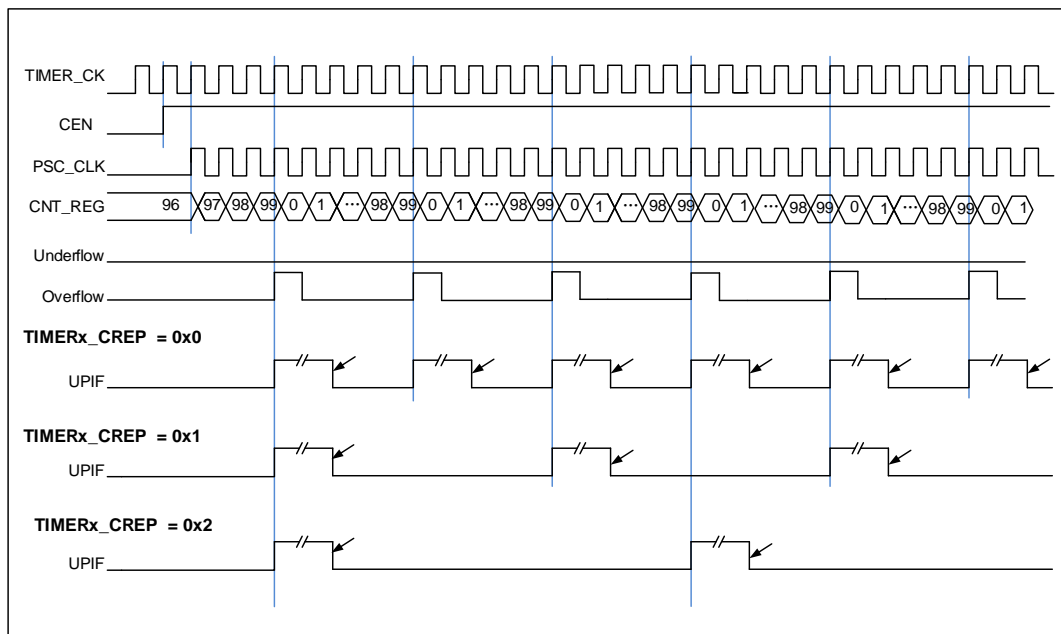 TIMER_CK
CEN
PSC_CLK
CNT_REG 96 97 98 99 0 1 ... 98 99 0 1 ... 98 99 0 1 ... 98 99 0 1 ... 98 99 0 1 ... 98 99 0 1
Underflow
Overflow
TIMERx_CREP = 0x0
UPIF
TIMERx_CREP = 0x1
UPIF
TIMERx_CREP = 0x2
UPIF